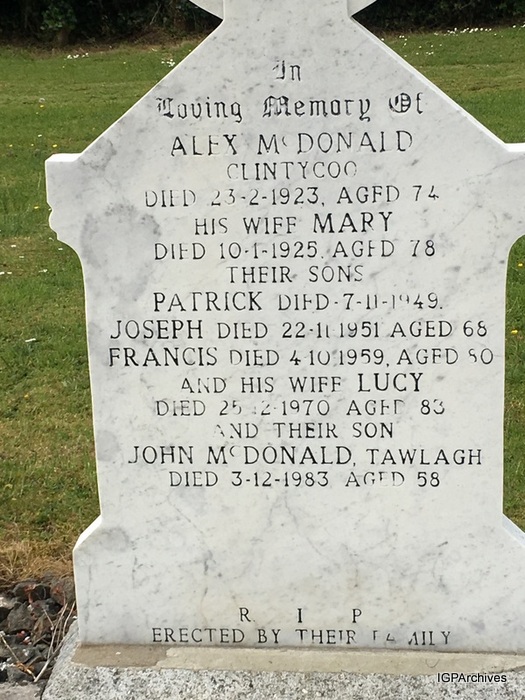 In
Loving Memory Of
ALEX McDONALD
CLINTYCOO
DIED 23-2-1923, AGED 74
HIS WIFE MARY
DIED 10-1-1925, AGED 78
THEIR SONS
PATRICK DIED 7-11-1949.
JOSEPH DIED 22-11 1951 AGED 68
FRANCIS DIED 4 10 1959, AGED 80
AND HIS WIFE LUCY
DIED 25 12-1970 AGED 83
AND THEIR SON
JOHN McDONALD, TAWLAGH
DIED 3-12-1983 AGED 58
R I P
ERECTED BY THEIR FAMILY
IGPArchives